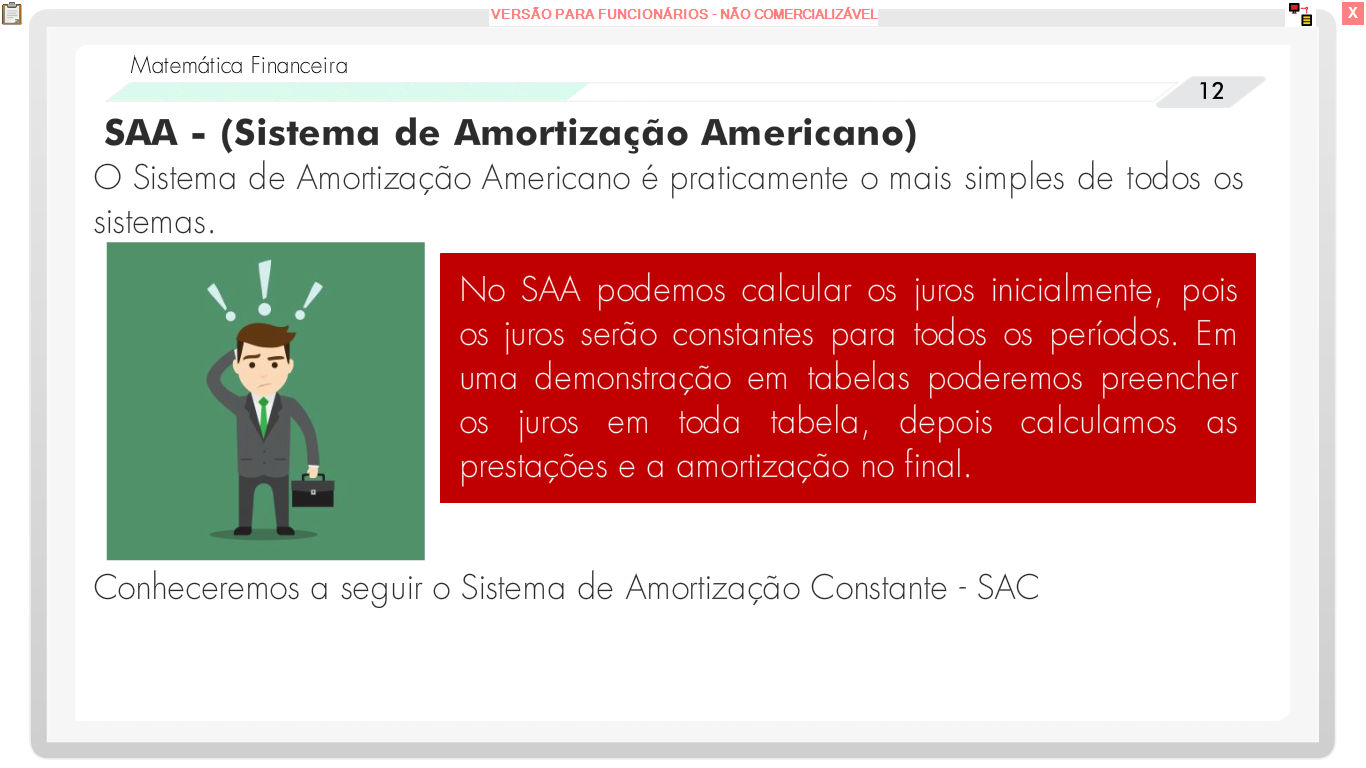 VERSÃO PARA FUNCIONÁRIOS - NÃO COMERCIALIZÁVEL
X
Matemática Financeira
12
SAA - (Sistema de Amortização Americano)
O Sistema de Amortização Americano é praticamente o mais simples de todos os
sistemas.
No SAA podemos calcular os juros inicialmente, pois
os juros serão constantes para todos os períodos. Em
uma demonstração em tabelas poderemos preencher
os juros em toda tabela, depois calculamos as
prestações e a amortização no final.
Conheceremos a seguir o Sistema de Amortização Constante - SAC